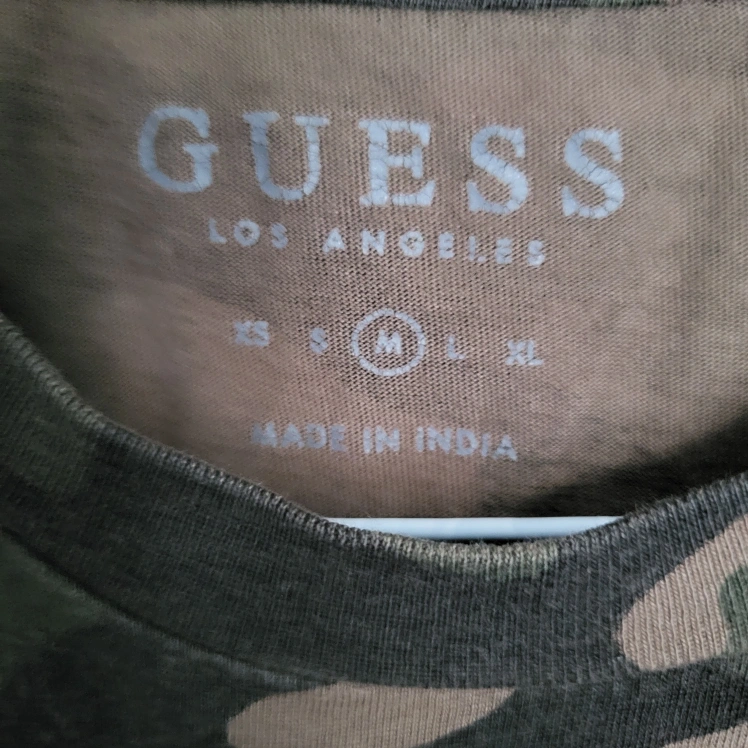 GUESS
LOS ANGELES
XS S M L XL
MADE IN INDIA